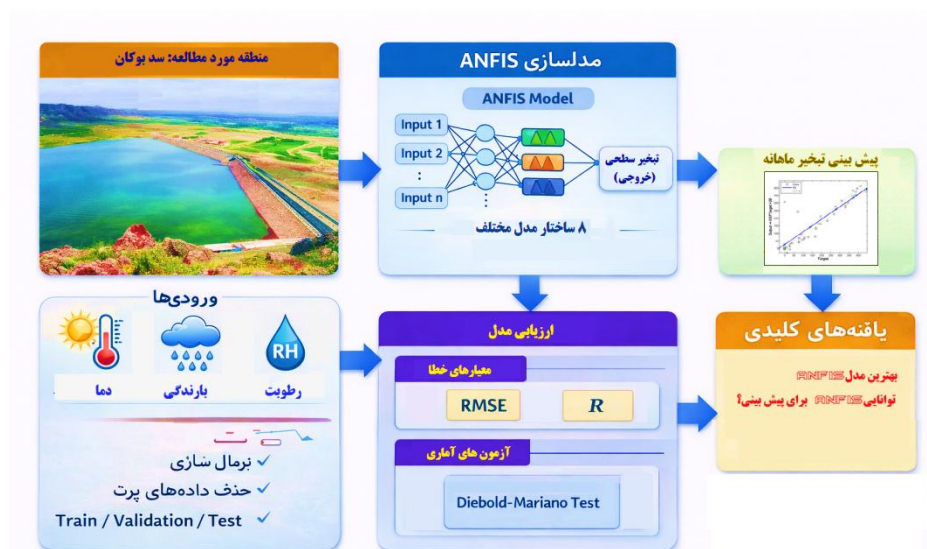 منطقه مورد مطالعه: سد بوکان
مدلسازی ANFIS
ANFIS Model
Input 1
Input 2
:
Input n
تبخیر سطحی
(خروجی)
۸ ساختار مدل مختلف
پیش بینی تبخیر ماهانه
Target
ورودی‌ها
دما
بارندگی
RH
رطوبت
نرمال سازی
حذف داده‌های پرت
Train / Validation / Test
ارزیابی مدل
معیارهای خطا
RMSE
R
آزمون های آماری
Diebold-Mariano Test
یافته‌های کلیدی
بهترین مدل ANFIS
توانایی ANFIS برای پیش بینی؟